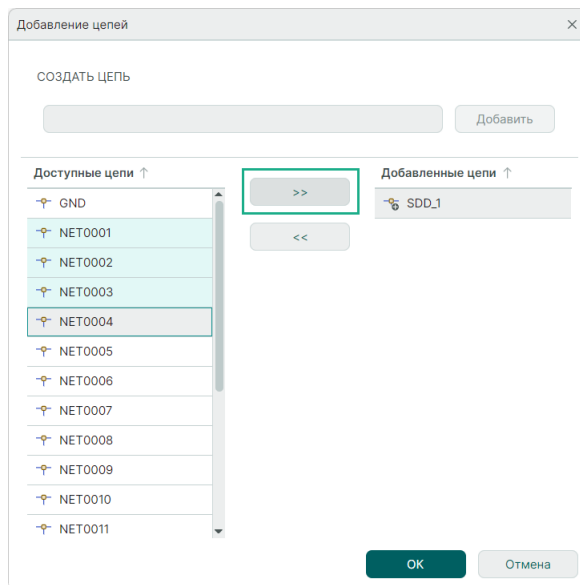 Добавление цепей
СОЗДАТЬ ЦЕПЬ
Добавить
Доступные цепи
>>
Добавленные цепи
GND
SDD_1
NET0001
<<
NET0002
NET0003
NET0004
NET0005
NET0006
NET0007
NET0008
NET0009
NET0010
NET0011
ОК
Отмена